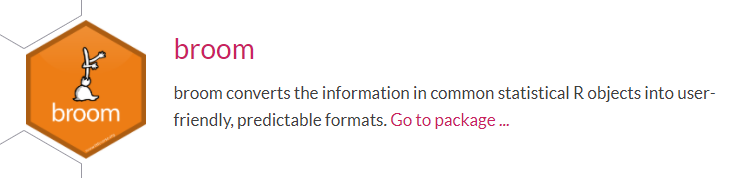 broom
broom
broom converts the information in common statistical R objects into user-
friendly, predictable formats. Go to package ...